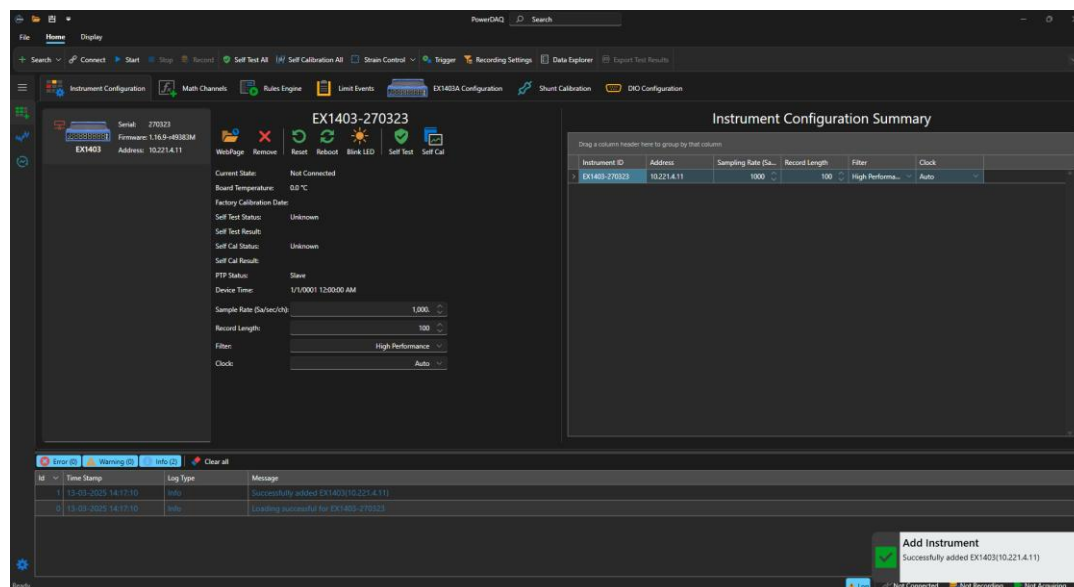 PowerDAQ Search
File Home Display
Search Connect Start Stop Record Self Test All Self Calibration All Strain Control Trigger Recording Settings Data Explorer Export Test Results
Instrument Configuration Math Channels Rules Engine Limit Events EX1403A Configuration Shunt Calibration DIO Configuration
EX1403
Serial: 270323
Firmware: 1.16.9-r49383M
Address: 10.221.4.11
EX1403-270323
WebPage Remove Reset Reboot Blink LED Self Test Self Cal
Current State: Not Connected
Board Temperature: 0.0 °C
Factory Calibration Date:
Self Test Status: Unknown
Self Test Result:
Self Cal Status: Unknown
Self Cal Result:
PTP Status: Slave
Device Time: 1/1/0001 12:00:00 AM
Sample Rate (Sa/sec/ch): 1,000.
Record Length: 100
Filter: High Performance
Clock: Auto
Instrument Configuration Summary
Drag a column header here to group by that column
Instrument ID Address Sampling Rate (Sa... Record Length Filter Clock
EX1403-270323 10.221.4.11 1000 100 High Performa... Auto
Error (0) Warning (0) Info (2) Clear all
Id Time Stamp Log Type Message
1 13-03-2025 14:17:10 Info Successfully added EX1403(10.221.4.11)
0 13-03-2025 14:17:10 Info Loading successful for EX1403-270323
Add Instrument
Successfully added EX1403(10.221.4.11)
Ready Log Not Connected Not Recording Not Acquiring